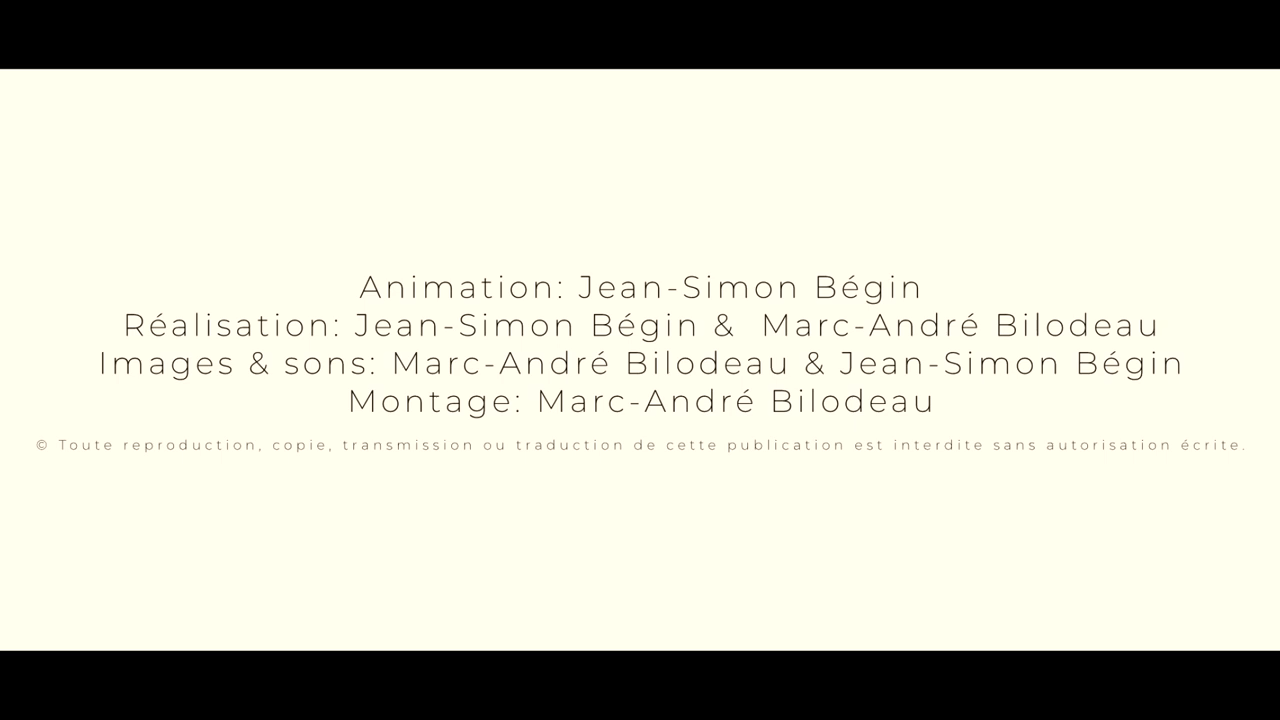 Animation: Jean-Simon Bégin
Réalisation: Jean-Simon Bégin & Marc-André Bilodeau
Images & sons: Marc-André Bilodeau & Jean-Simon Bégin
Montage: Marc-André Bilodeau
© Toute reproduction, copie, transmission ou traduction de cette publication est interdite sans autorisation écrite.